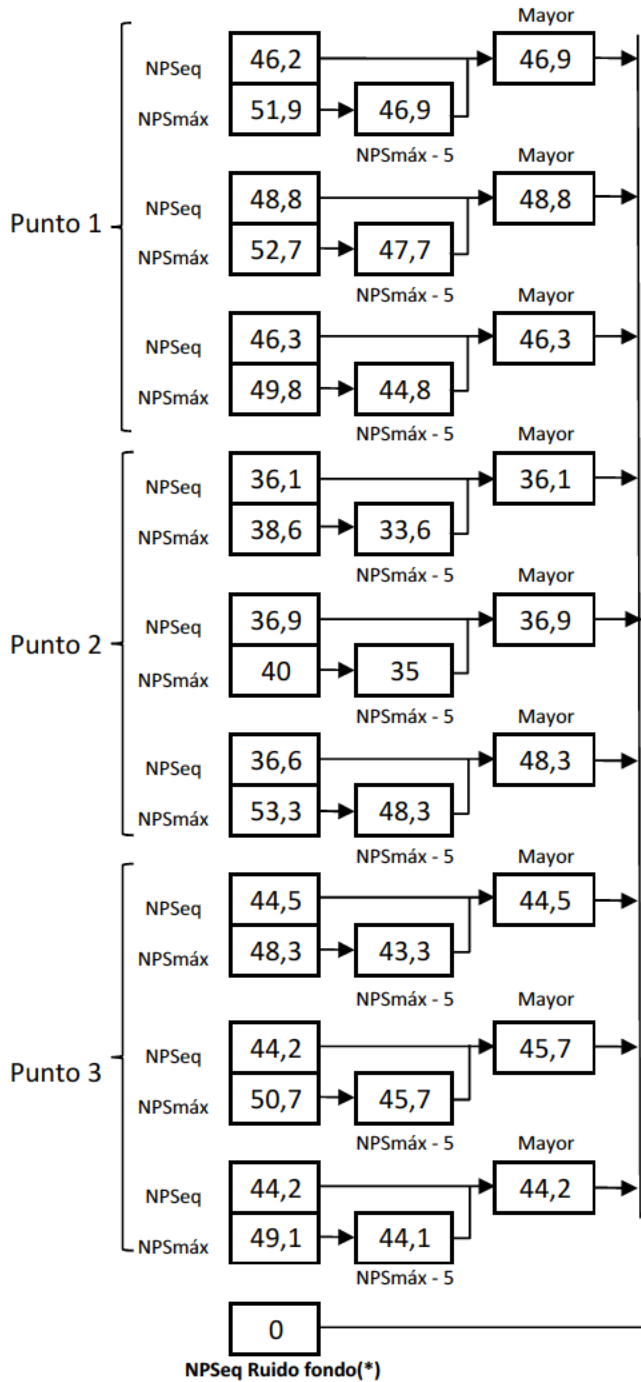 Mayor
NPSeq 46,2 46,9
NPSmáx 51,9 46,9
NPSmáx - 5
Mayor
NPSeq 48,8 48,8
Punto 1
NPSmáx 52,7 47,7
NPSmáx - 5
Mayor
NPSeq 46,3 46,3
NPSmáx 49,8 44,8
NPSmáx - 5
Mayor
NPSeq 36,1 36,1
NPSmáx 38,6 33,6
NPSmáx - 5
Mayor
NPSeq 36,9 36,9
Punto 2
NPSmáx 40 35
NPSmáx - 5
Mayor
NPSeq 36,6 48,3
NPSmáx 53,3 48,3
NPSmáx - 5
Mayor
NPSeq 44,5 44,5
NPSmáx 48,3 43,3
NPSmáx - 5
Mayor
NPSeq 44,2 45,7
Punto 3
NPSmáx 50,7 45,7
NPSmáx - 5
Mayor
NPSeq 44,2 44,2
NPSmáx 49,1 44,1
NPSmáx - 5
0
NPSeq Ruido fondo(*)